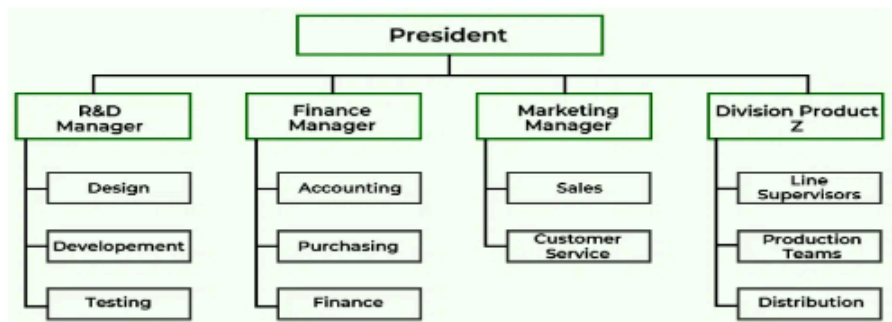 President
R&D
Manager
Finance
Manager
Marketing
Manager
Division Product
Z
Design
Accounting
Sales
Line
Supervisors
Developement
Purchasing
Customer
Service
Production
Teams
Testing
Finance
Distribution